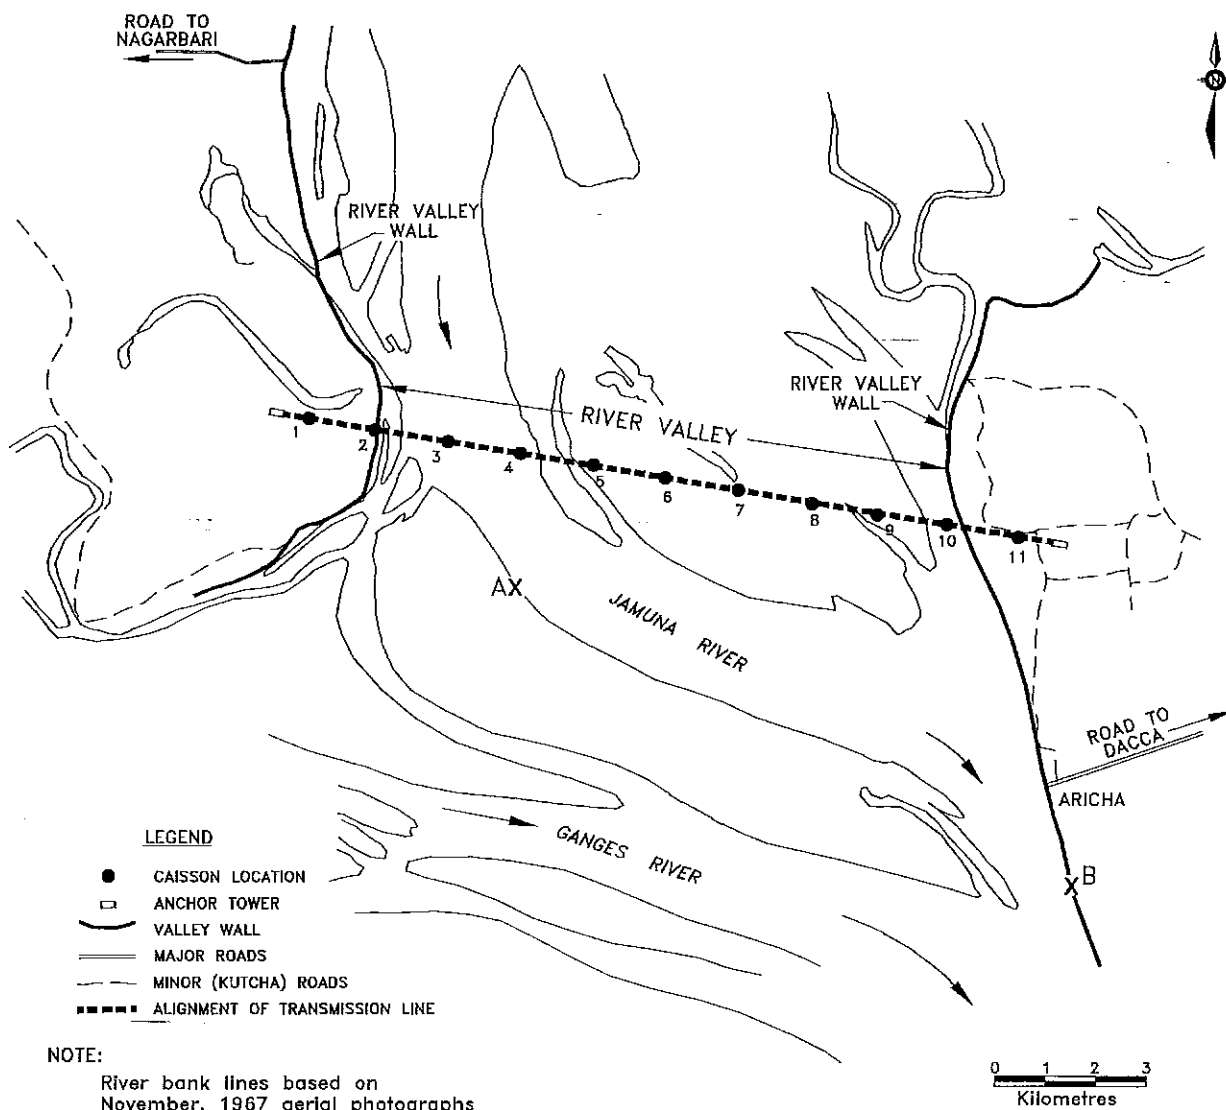 ROAD TO
NAGARBARI
N
RIVER VALLEY
WALL
RIVER VALLEY
WALL
RIVER VALLEY
1
2
3
4
5
6
7
8
9
10
11
AX
JAMUNA RIVER
ROAD TO
DACCA
ARICHA
GANGES RIVER
X B
LEGEND
CAISSON LOCATION
ANCHOR TOWER
VALLEY WALL
MAJOR ROADS
MINOR (KUTCHA) ROADS
ALIGNMENT OF TRANSMISSION LINE
NOTE:
River bank lines based on
November, 1967 aerial photographs
0 1 2 3
Kilometres